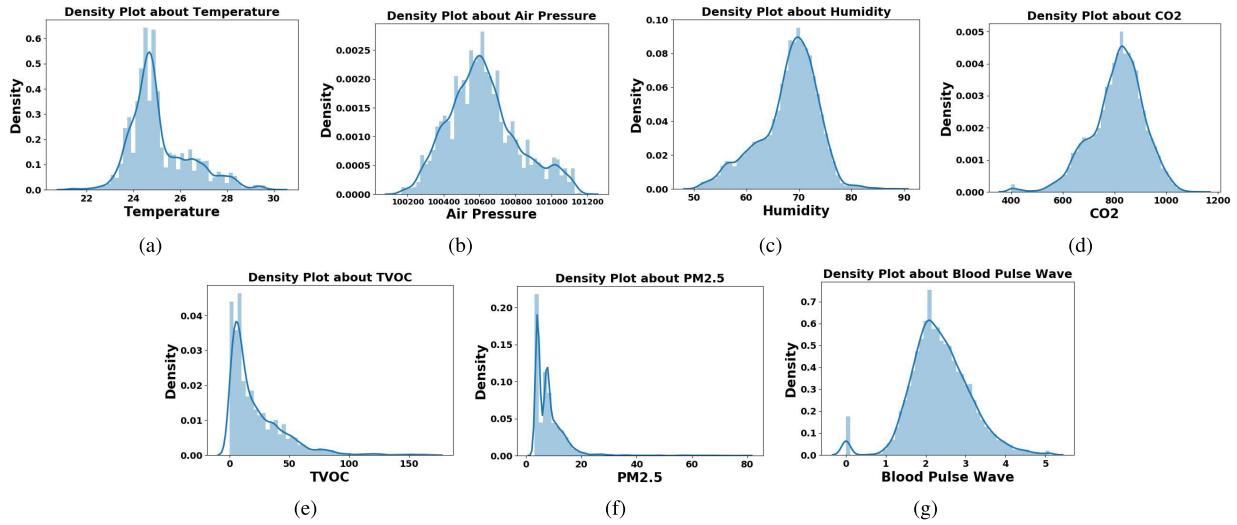 Density Plot about Temperature
Density
0.6
0.5
0.4
0.3
0.2
0.1
0.0
22 24 26 28 30
Temperature
(a)
Density Plot about Air Pressure
Density
0.0025
0.0020
0.0015
0.0010
0.0005
0.0000
100200 100400 100600 100800 101000 101200
Air Pressure
(b)
Density Plot about Humidity
Density
0.10
0.08
0.06
0.04
0.02
0.00
50 60 70 80 90
Humidity
(c)
Density Plot about CO2
Density
0.005
0.004
0.003
0.002
0.001
0.000
400 600 800 1000 1200
CO2
(d)
Density Plot about TVOC
Density
0.04
0.03
0.02
0.01
0.00
0 50 100 150
TVOC
(e)
Density Plot about PM2.5
Density
0.20
0.15
0.10
0.05
0.00
0 20 40 60 80
PM2.5
(f)
Density Plot about Blood Pulse Wave
Density
0.7
0.6
0.5
0.4
0.3
0.2
0.1
0.0
0 1 2 3 4 5
Blood Pulse Wave
(g)